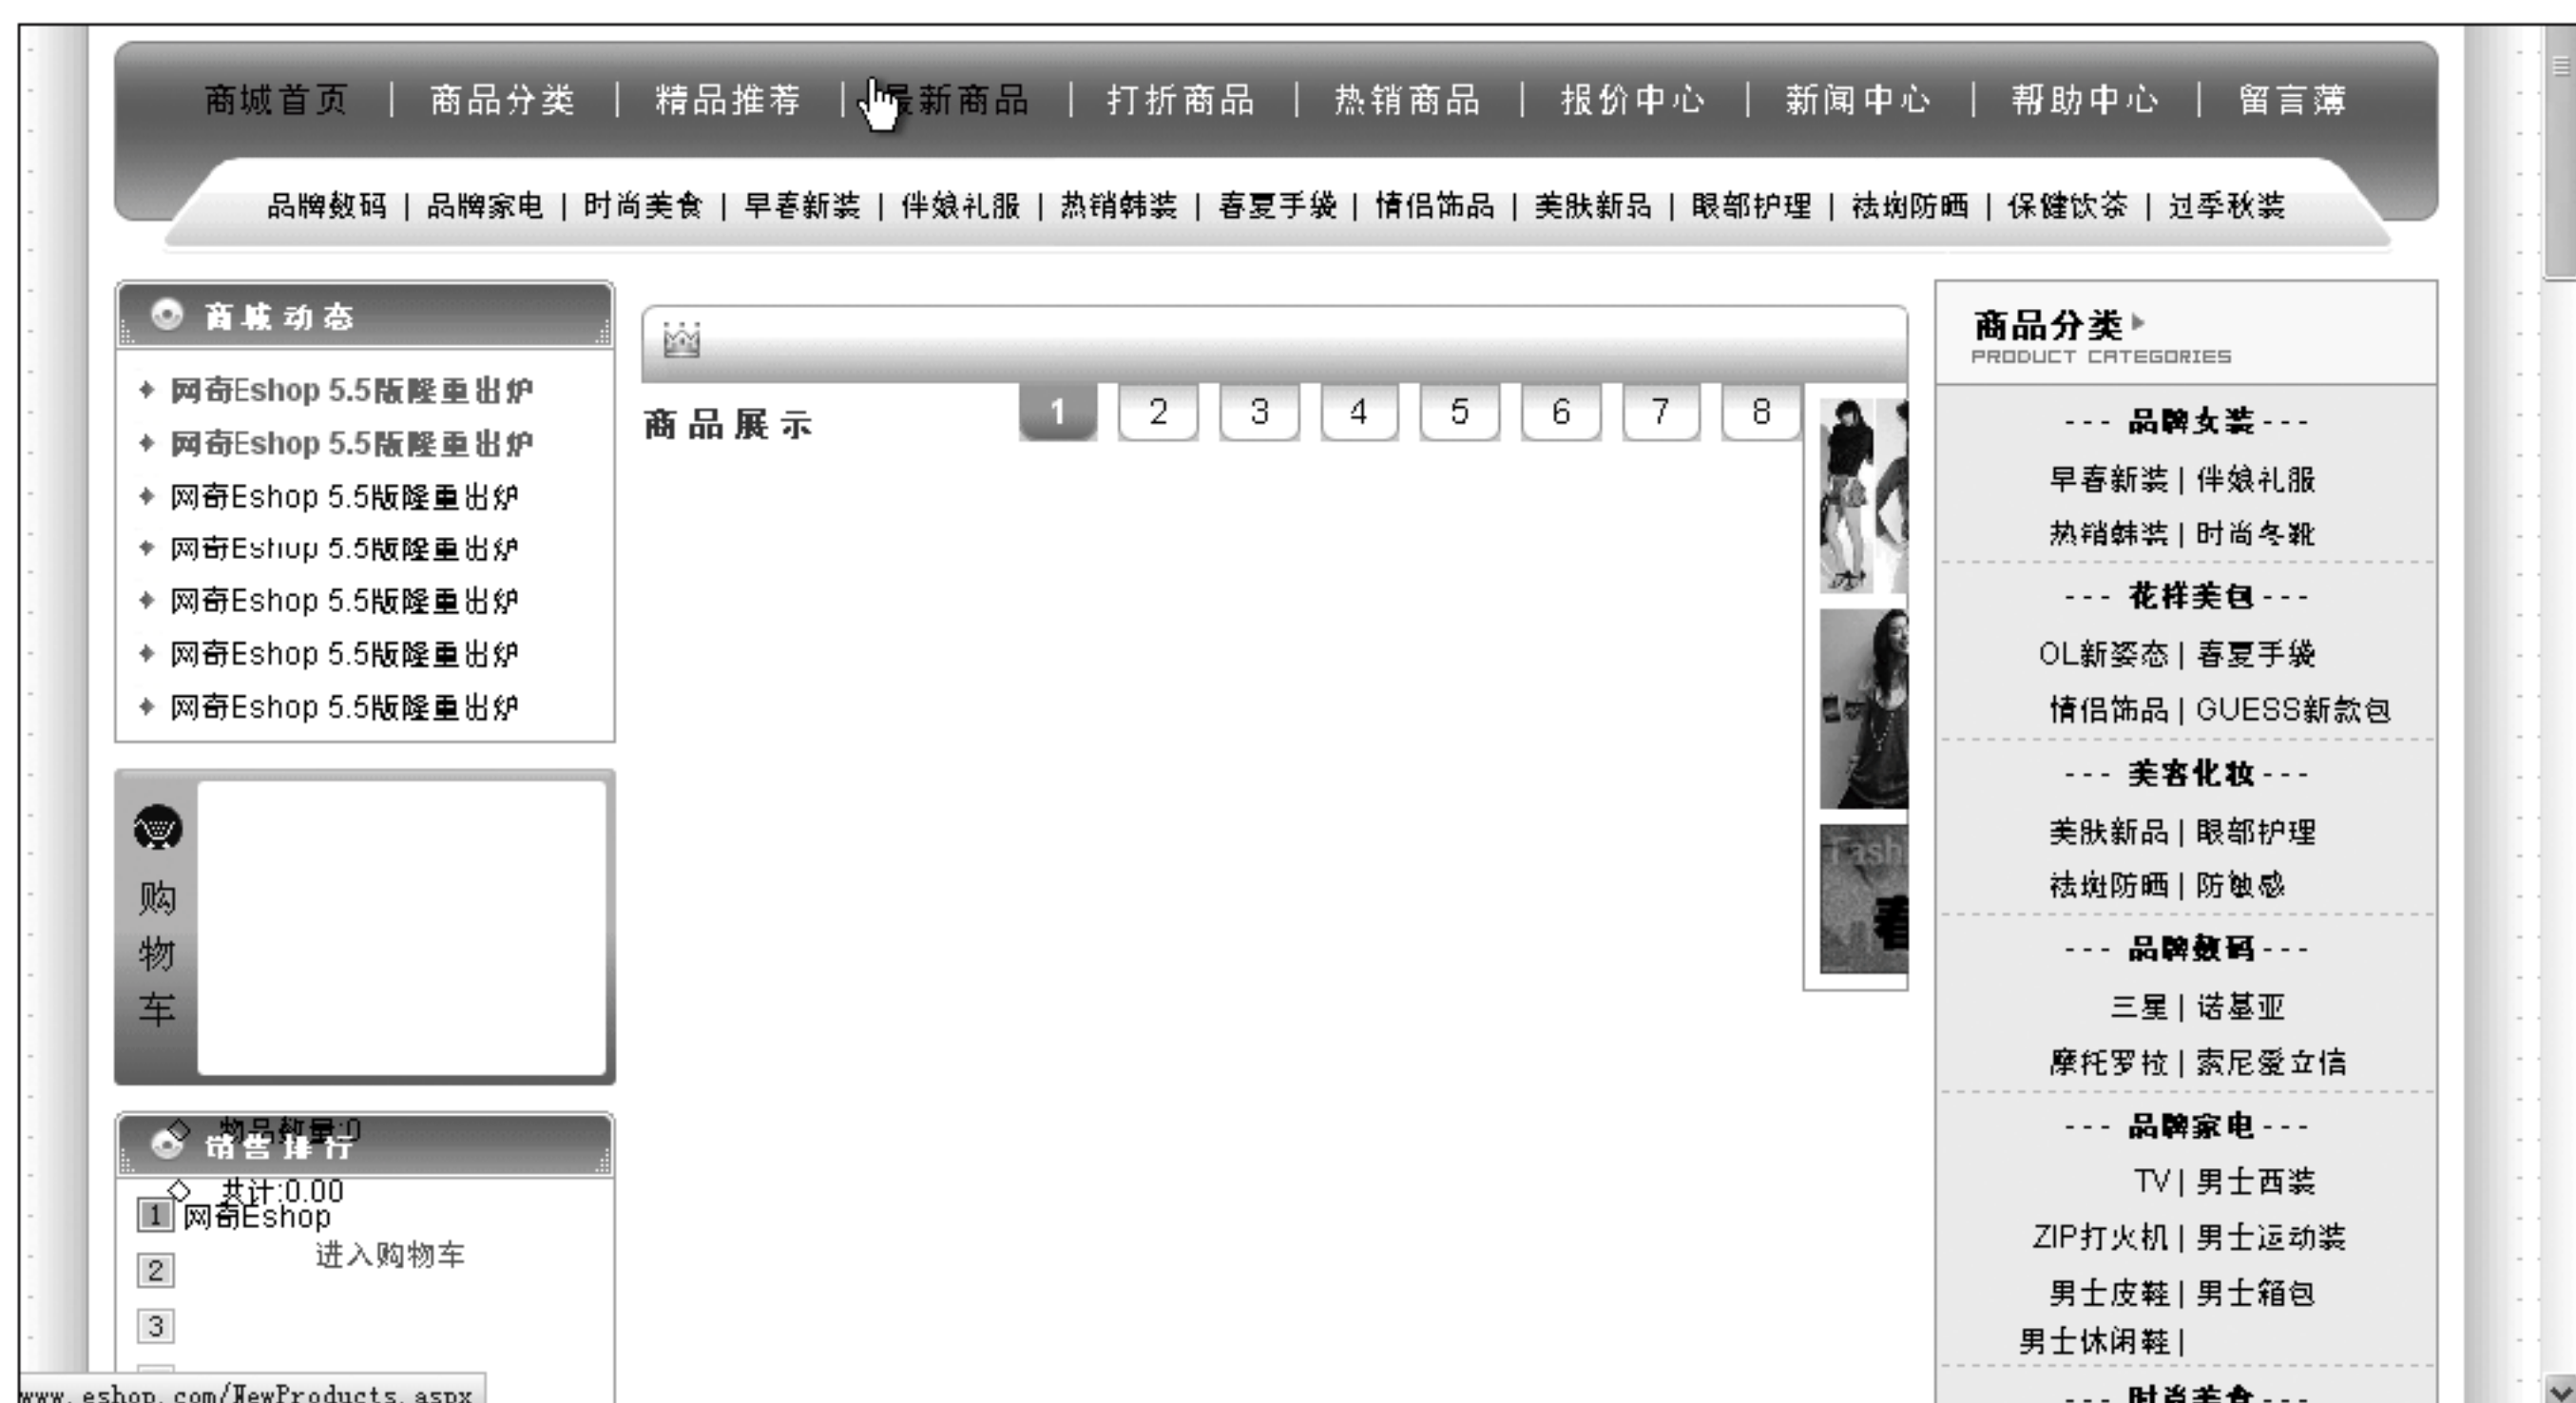 商城首页 | 商品分类 | 精品推荐 | 最新商品 | 打折商品 | 热销商品 | 报价中心 | 新闻中心 | 帮助中心 | 留言薄
品牌数码 | 品牌家电 | 时尚美食 | 早春新装 | 伴娘礼服 | 热销韩装 | 春夏手袋 | 情侣饰品 | 美肤新品 | 眼部护理 | 祛斑防晒 | 保健饮茶 | 过季秋装
商城动态
网奇Eshop 5.5版隆重出炉
网奇Eshop 5.5版隆重出炉
网奇Eshop 5.5版隆重出炉
网奇Eshop 5.5版隆重出炉
网奇Eshop 5.5版隆重出炉
网奇Eshop 5.5版隆重出炉
网奇Eshop 5.5版隆重出炉
购
物
车
物品数量:0
销售排行
共计:0.00
1 网奇Eshop
进入购物车
2
3
www.eshop.com/NewProducts.aspx
商品展示
1 2 3 4 5 6 7 8
Fash
春
商品分类
PRODUCT CATEGORIES
--- 品牌女装---
早春新装 | 伴娘礼服
热销韩装 | 时尚冬靴
--- 花样美包---
OL新姿态 | 春夏手袋
情侣饰品 | GUESS新款包
--- 美容化妆---
美肤新品 | 眼部护理
祛斑防晒 | 防敏感
--- 品牌数码---
三星 | 诺基亚
摩托罗拉 | 索尼爱立信
--- 品牌家电---
TV | 男士西装
ZIP打火机 | 男士运动装
男士皮鞋 | 男士箱包
男士休闲鞋 |
--- 时尚美食---